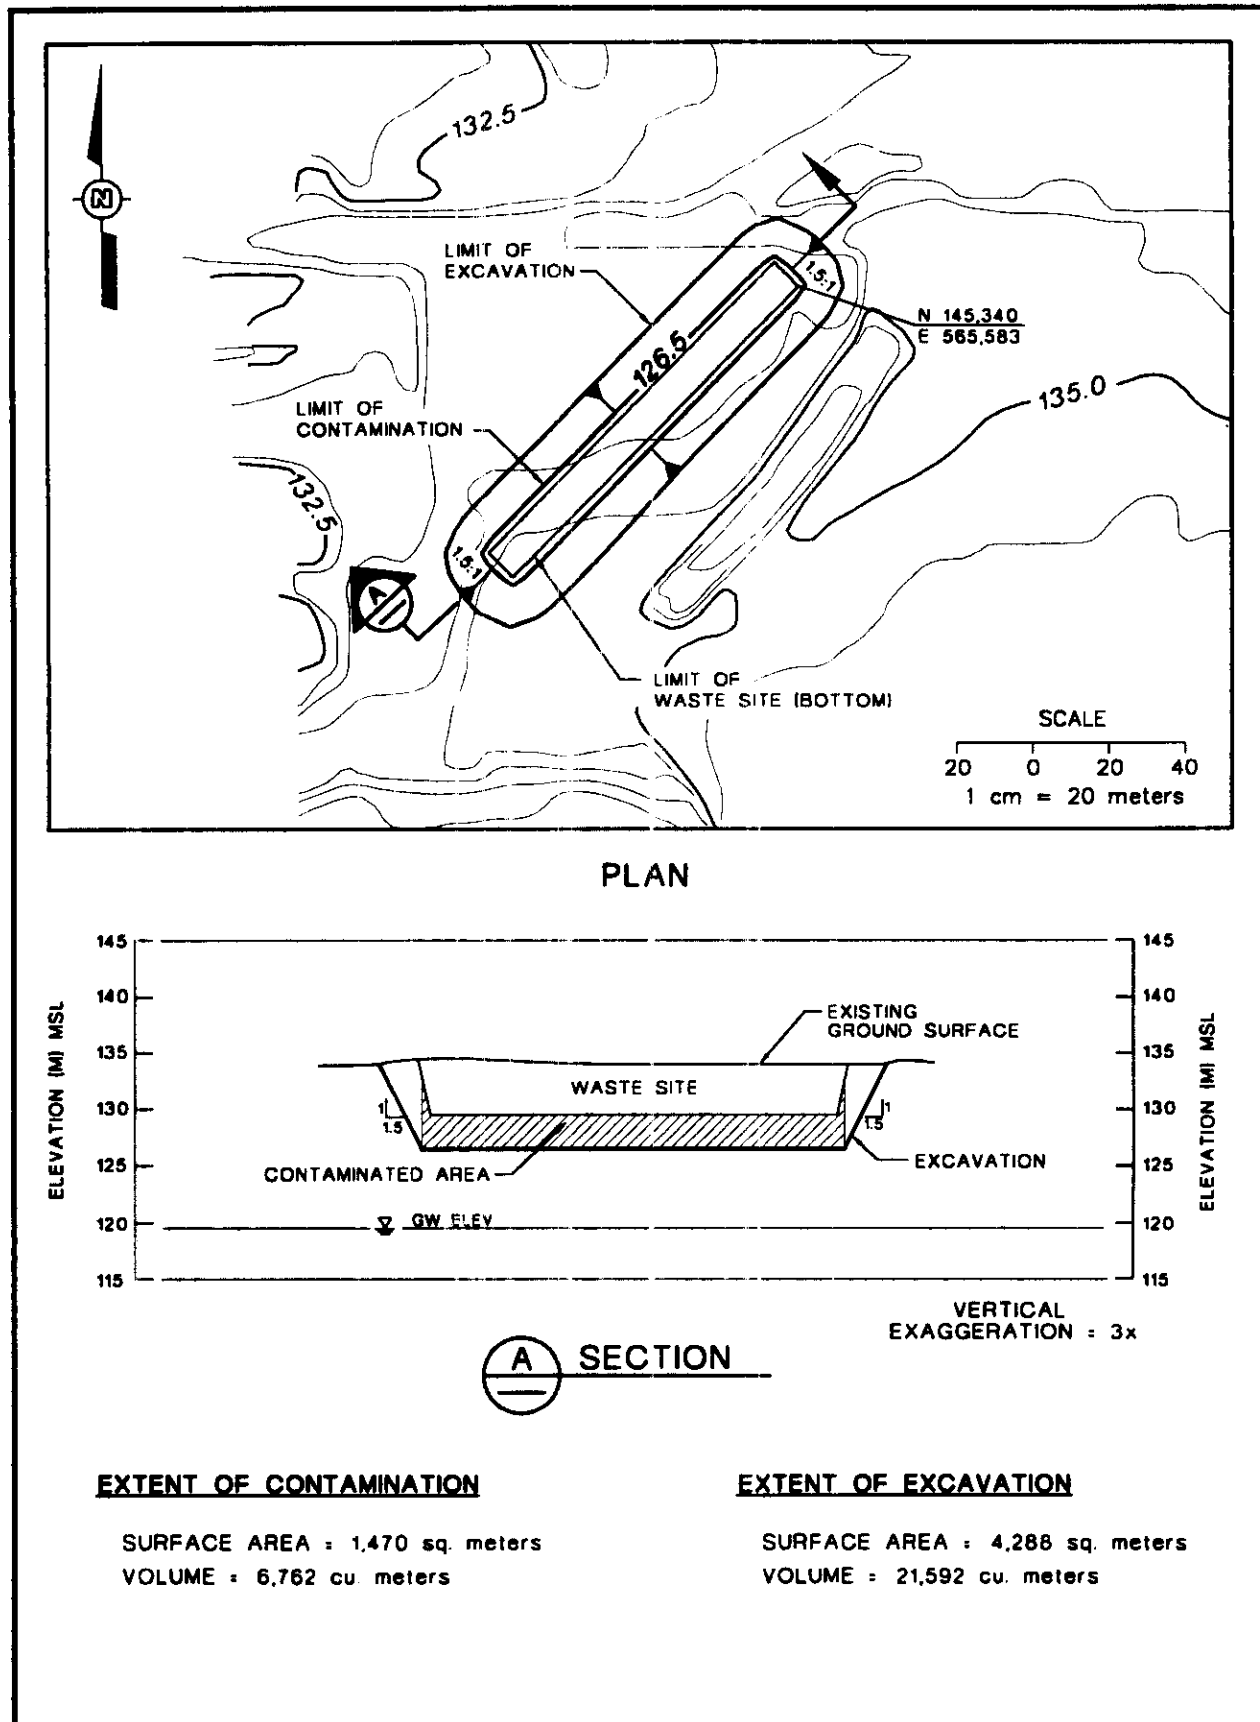 N
132.5
LIMIT OF
EXCAVATION
1.5:1
126.5
N 145,340
E 565,583
135.0
LIMIT OF
CONTAMINATION
132.5
1.5:1
A
LIMIT OF
WASTE SITE (BOTTOM)
SCALE
20 0 20 40
1 cm = 20 meters
PLAN
145 145
140 140
EXISTING
GROUND SURFACE
135 135
WASTE SITE
130 130
1 1
1.5 1.5
CONTAMINATED AREA
EXCAVATION
125 125
GW ELEV
120 120
115 115
ELEVATION (M) MSL
ELEVATION (M) MSL
VERTICAL
EXAGGERATION = 3x
A SECTION
EXTENT OF CONTAMINATION
SURFACE AREA = 1,470 sq. meters
VOLUME = 6,762 cu. meters
EXTENT OF EXCAVATION
SURFACE AREA = 4,288 sq. meters
VOLUME = 21,592 cu. meters